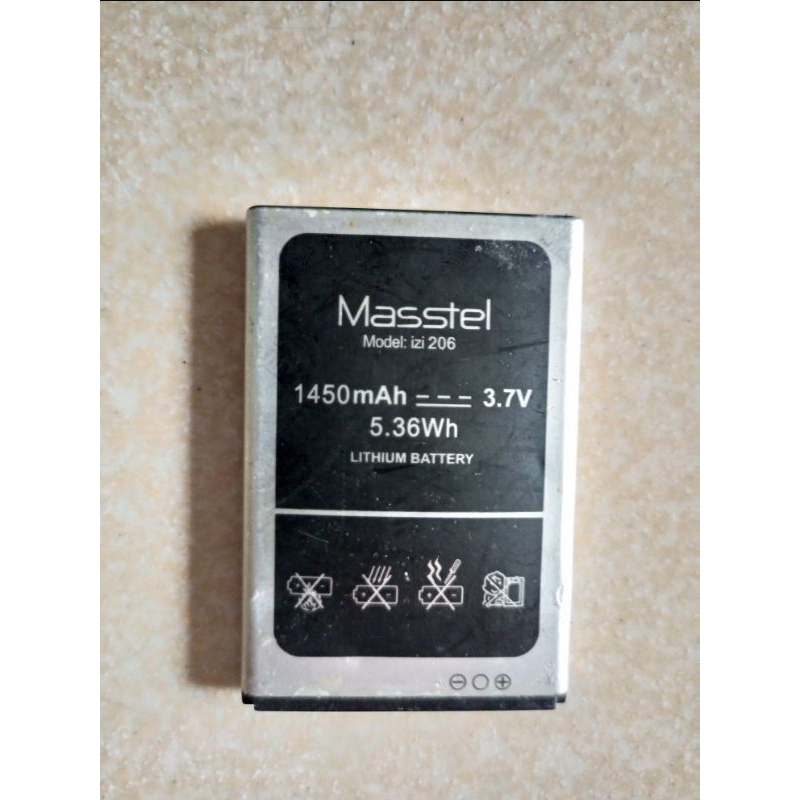 Masstel
Model: izi 206
1450mAh 3.7V
5.36Wh
LITHIUM BATTERY